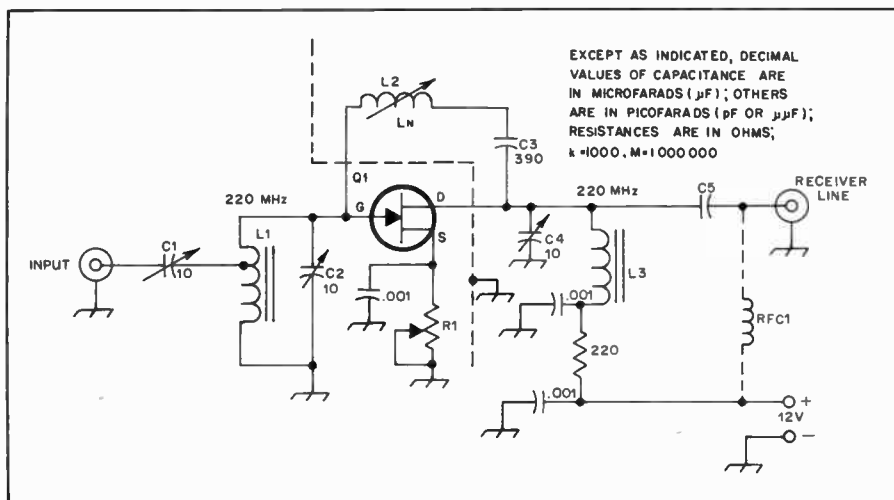 EXCEPT AS INDICATED, DECIMAL
VALUES OF CAPACITANCE ARE
IN MICROFARADS (µF); OTHERS
ARE IN PICOFARADS (pF OR µµF);
RESISTANCES ARE IN OHMS;
k=1000, M=1000000
L2
LN
C3
390
Q1
220 MHz
G
D
S
L1
INPUT
C1
10
C2
10
.001
R1
C4
10
220 MHz
C5
RECEIVER
LINE
L3
.001
220
RFC1
.001
+
12V
−